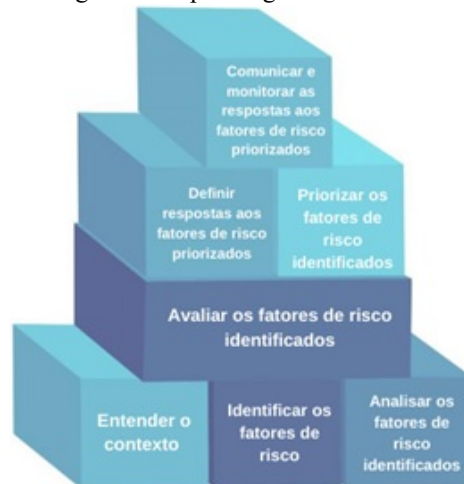 Comunicar e
monitorar as
respostas aos
fatores de risco
priorizados
Definir
respostas aos
fatores de risco
priorizados
Priorizar os
fatores de
risco
identificados
Avaliar os fatores de risco
identificados
Entender o
contexto
Identificar os
fatores de
risco
Analisar os
fatores de
risco
identificados